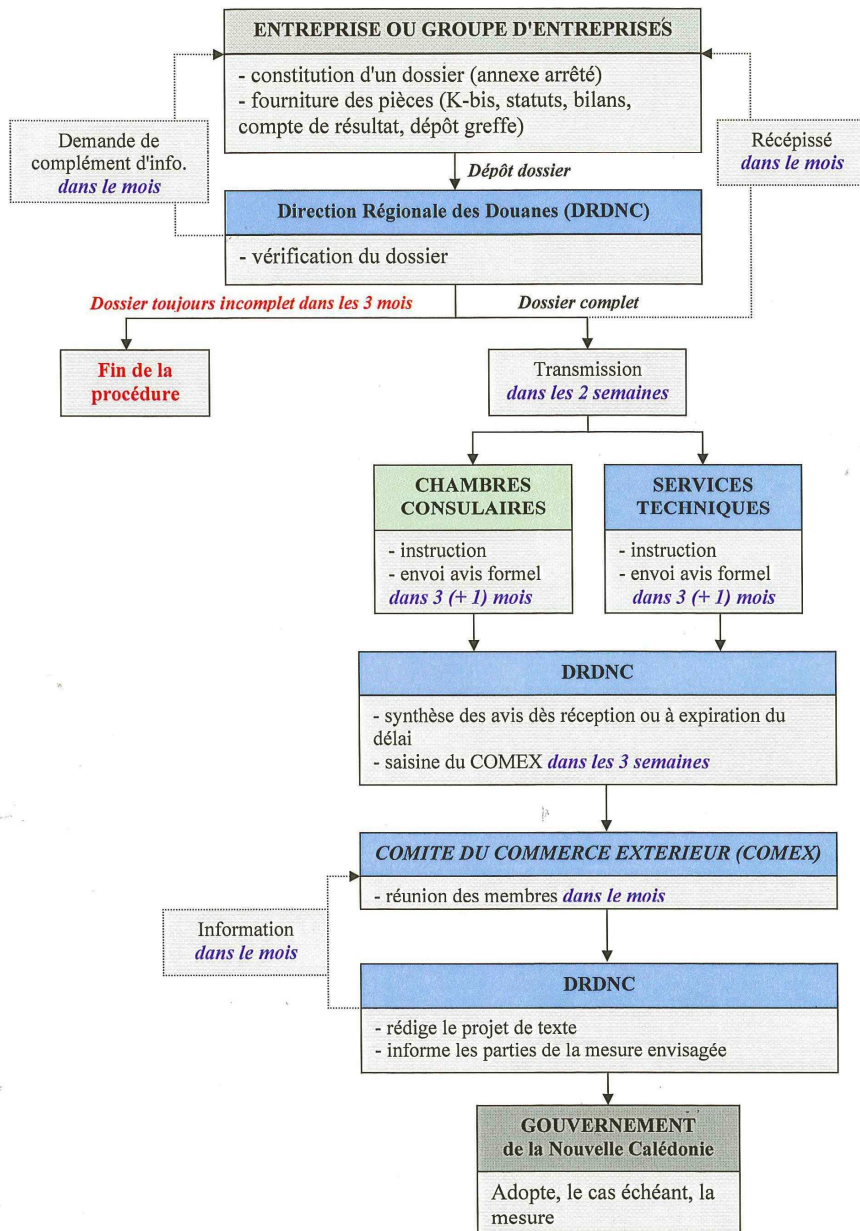 ENTREPRISE OU GROUPE D'ENTREPRISES
- constitution d'un dossier (annexe arrêté)
- fourniture des pièces (K-bis, statuts, bilans,
compte de résultat, dépôt greffe)
Demande de
complément d'info.
dans le mois
Récépissé
dans le mois
Dépôt dossier
Direction Régionale des Douanes (DRDNC)
- vérification du dossier
Dossier toujours incomplet dans les 3 mois
Dossier complet
Fin de la
procédure
Transmission
dans les 2 semaines
CHAMBRES
CONSULAIRES
- instruction
- envoi avis formel
dans 3 (+ 1) mois
SERVICES
TECHNIQUES
- instruction
- envoi avis formel
dans 3 (+ 1) mois
DRDNC
- synthèse des avis dès réception ou à expiration du
délai
- saisine du COMEX dans les 3 semaines
COMITE DU COMMERCE EXTERIEUR (COMEX)
- réunion des membres dans le mois
Information
dans le mois
DRDNC
- rédige le projet de texte
- informe les parties de la mesure envisagée
GOUVERNEMENT
de la Nouvelle Calédonie
Adopte, le cas échéant, la
mesure